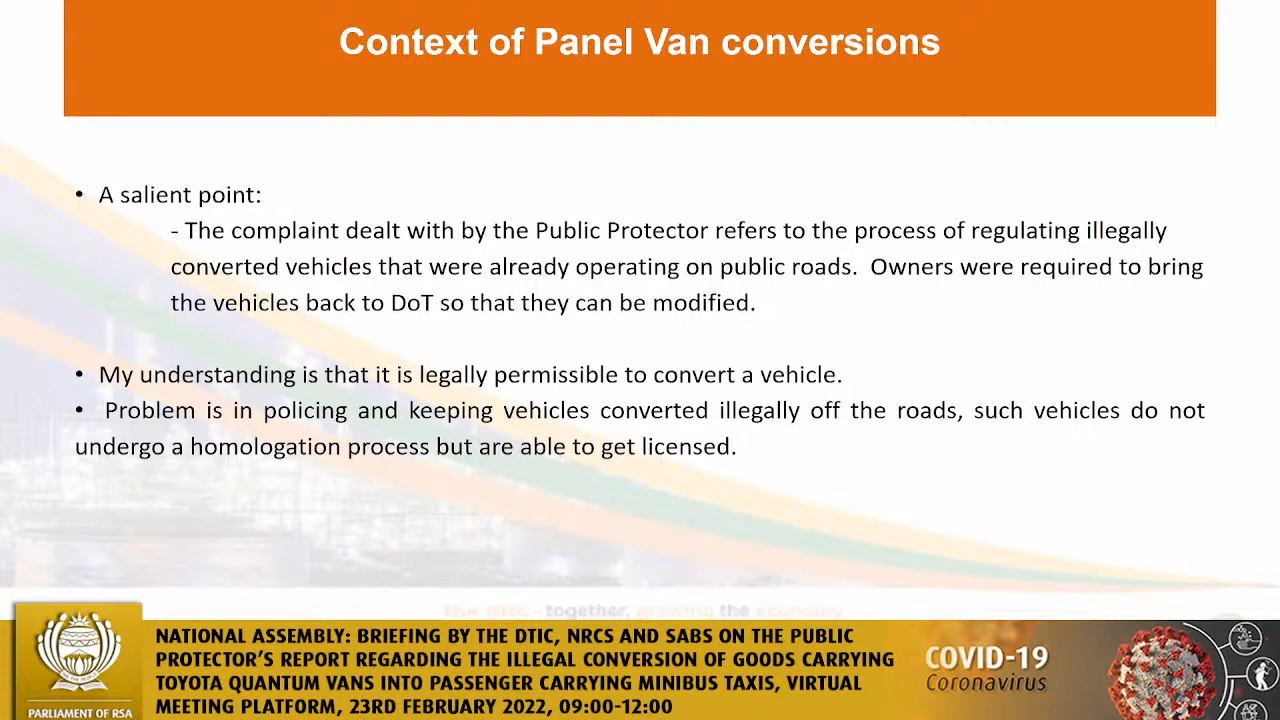 Context of Panel Van conversions
• A salient point:
- The complaint dealt with by the Public Protector refers to the process of regulating illegally
converted vehicles that were already operating on public roads.  Owners were required to bring
the vehicles back to DoT so that they can be modified.
• My understanding is that it is legally permissible to convert a vehicle.
• Problem is in policing and keeping vehicles converted illegally off the roads, such vehicles do not
undergo a homologation process but are able to get licensed.
the dtic - together, growing the economy
NATIONAL ASSEMBLY: BRIEFING BY THE DTIC, NRCS AND SABS ON THE PUBLIC
PROTECTOR'S REPORT REGARDING THE ILLEGAL CONVERSION OF GOODS CARRYING
TOYOTA QUANTUM VANS INTO PASSENGER CARRYING MINIBUS TAXIS, VIRTUAL
MEETING PLATFORM, 23RD FEBRUARY 2022, 09:00-12:00
PARLIAMENT OF RSA
COVID-19
Coronavirus